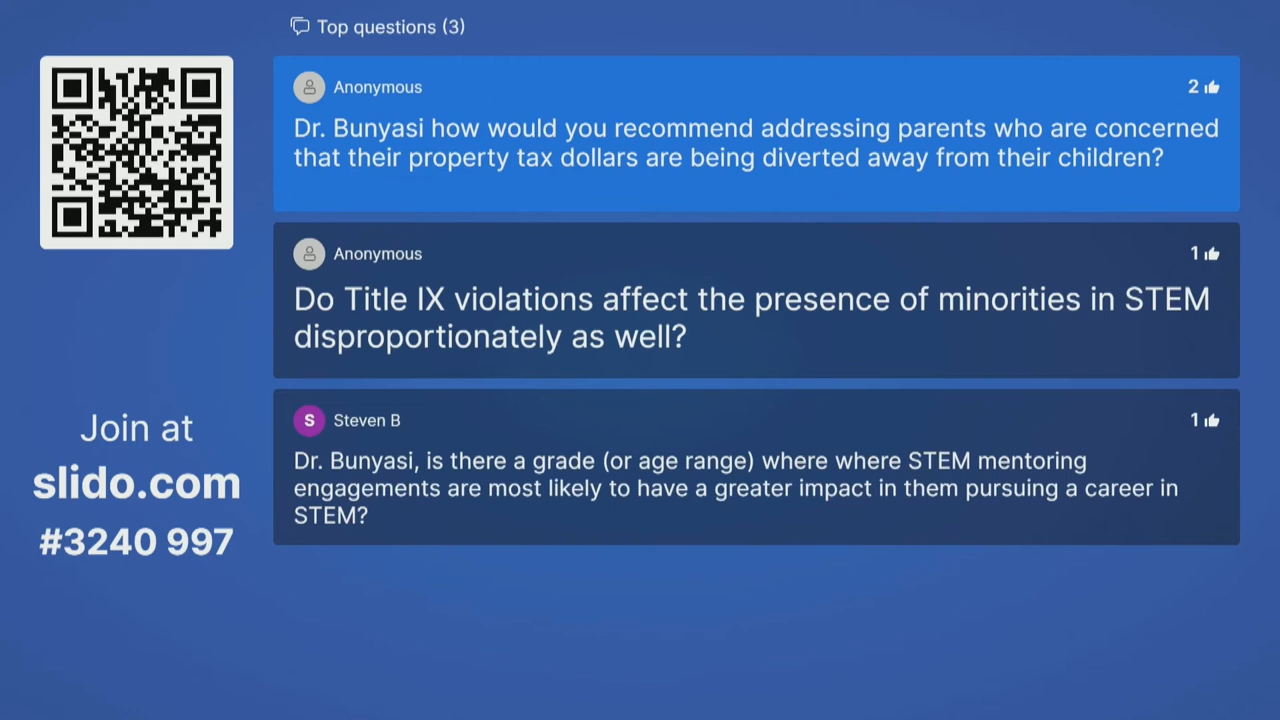 Top questions (3)
Anonymous
2
Dr. Bunyasi how would you recommend addressing parents who are concerned
that their property tax dollars are being diverted away from their children?
Anonymous
1
Do Title IX violations affect the presence of minorities in STEM
disproportionately as well?
S
Steven B
1
Dr. Bunyasi, is there a grade (or age range) where where STEM mentoring
engagements are most likely to have a greater impact in them pursuing a career in
STEM?
Join at
slido.com
#3240 997